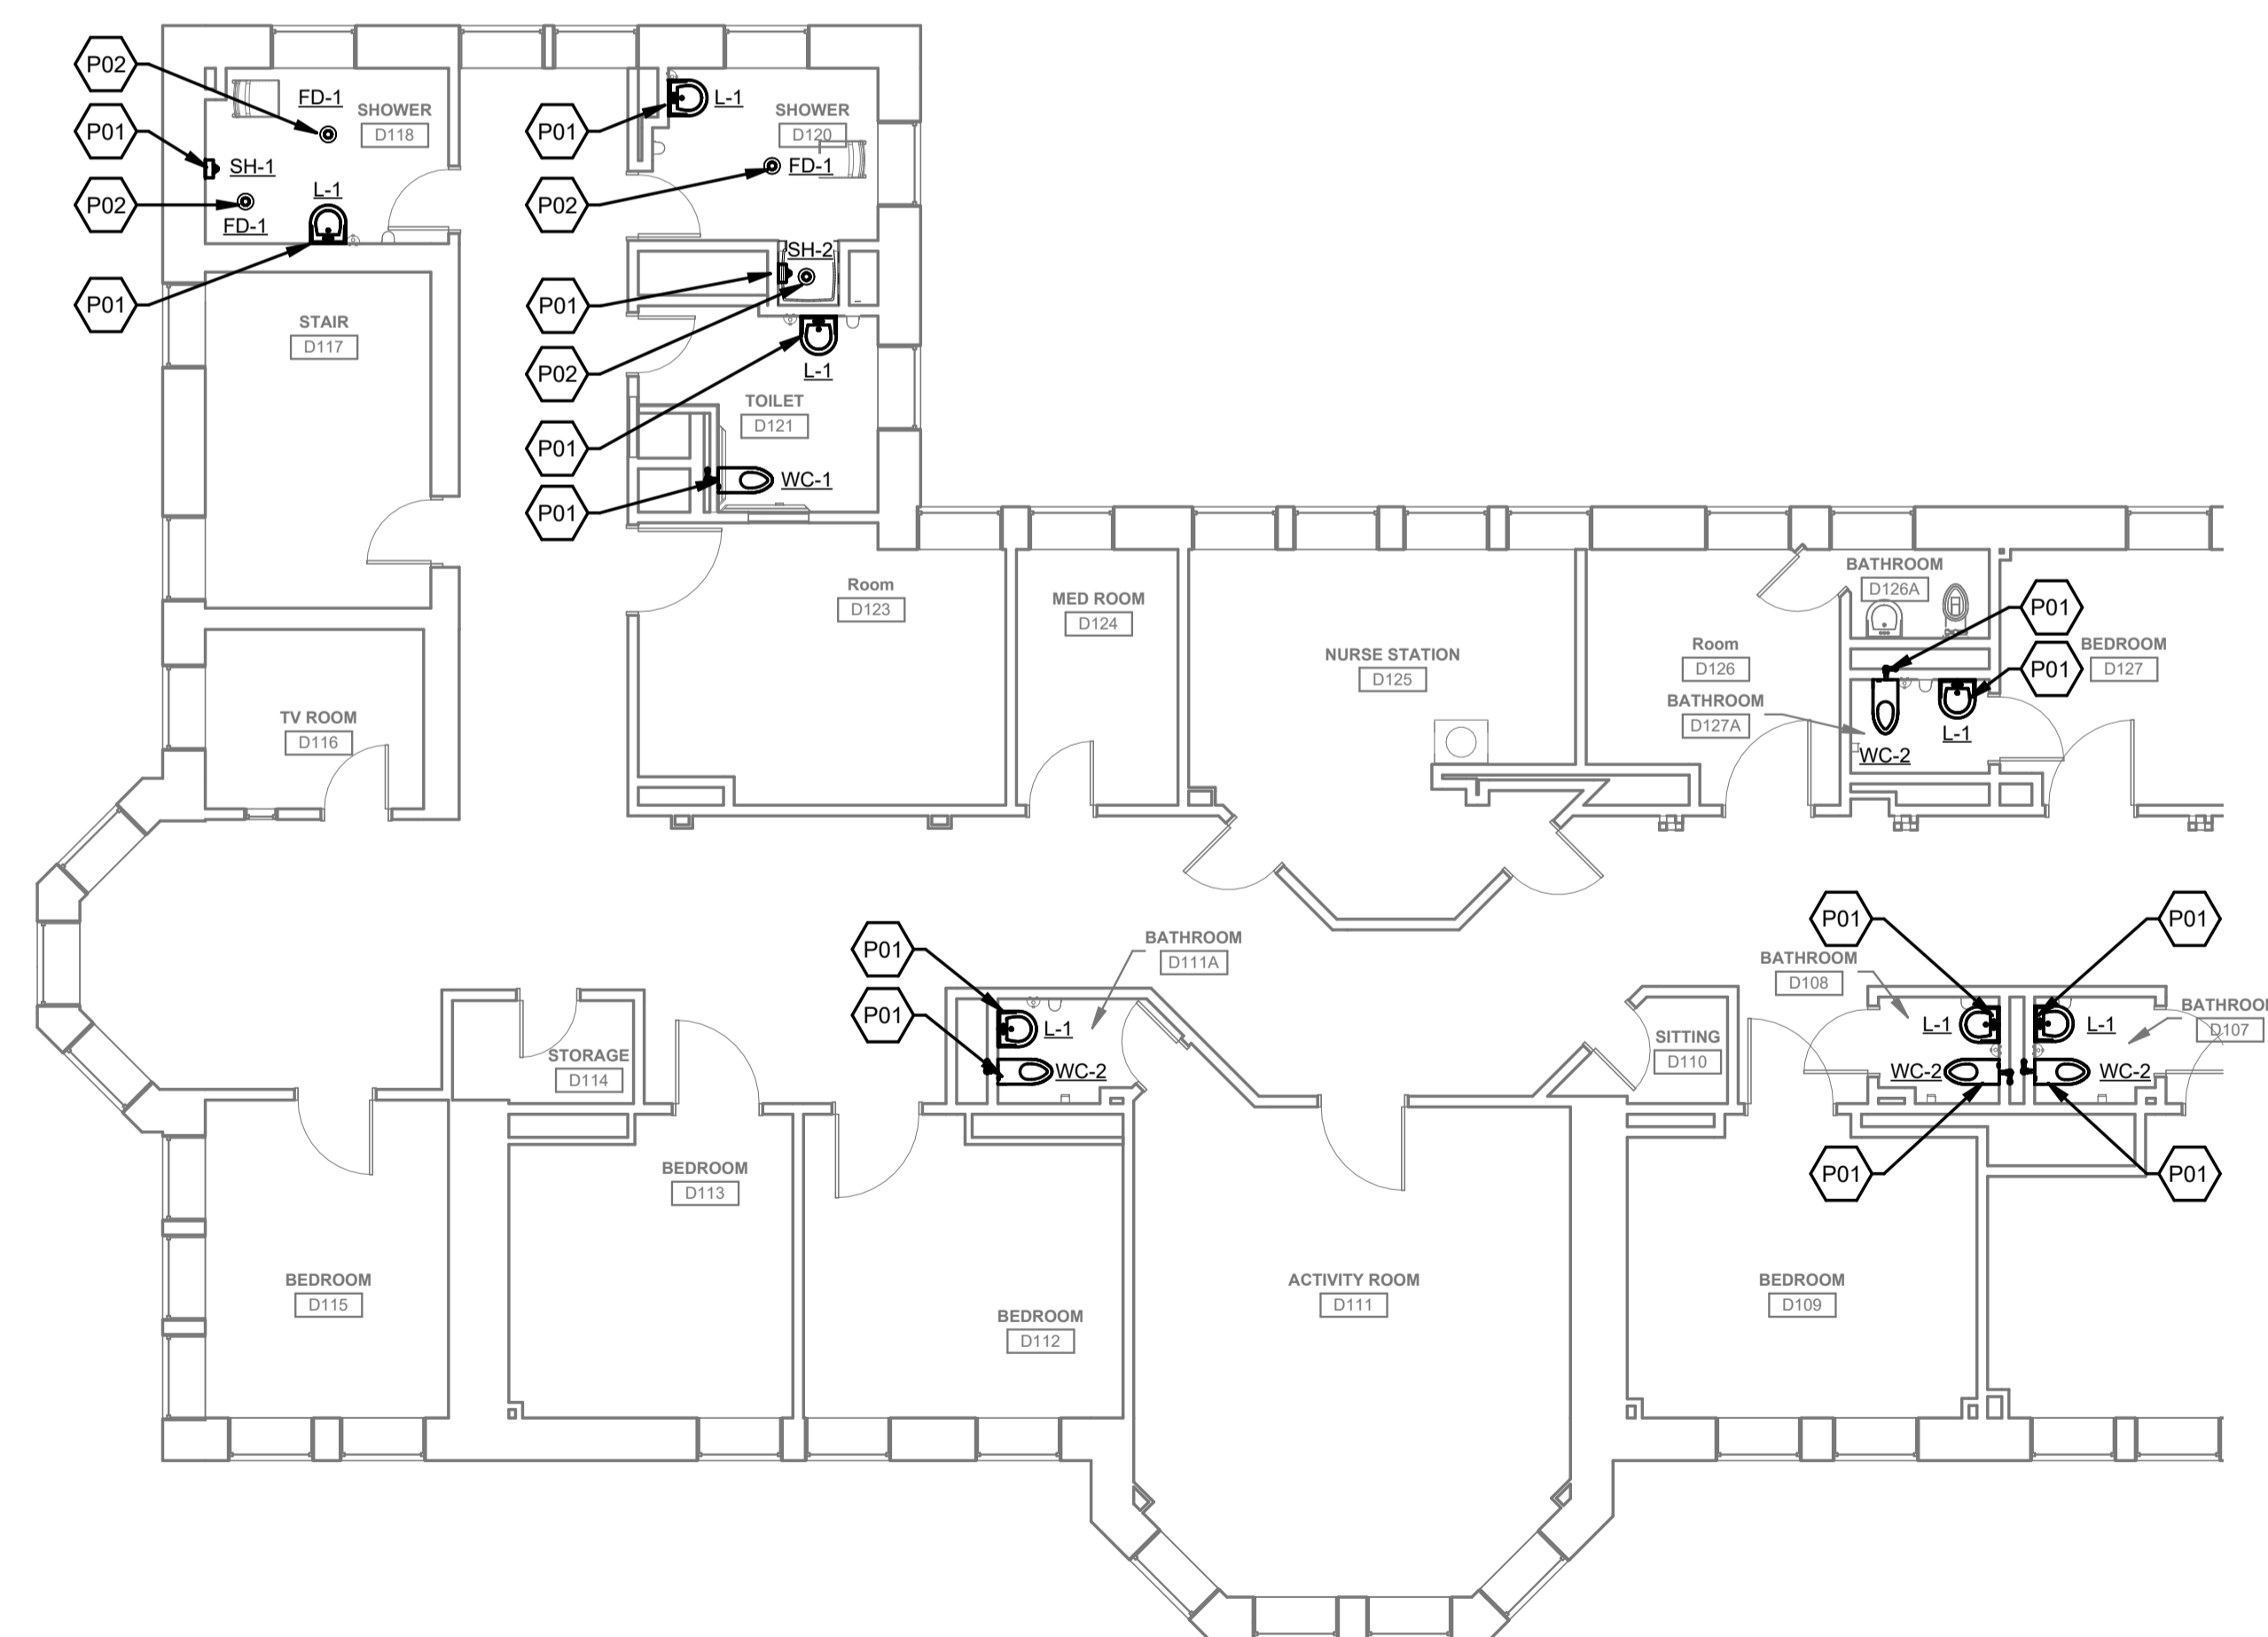 P02
FD-1
SHOWER
D118
P01
SH-1
P02
L-1
FD-1
P01
P01
L-1
SHOWER
D120
P02
FD-1
P01
SH-2
P02
P01
L-1
TOILET
D121
P01
WC-1
STAIR
D117
TV ROOM
D116
Room
D123
MED ROOM
D124
NURSE STATION
D125
Room
D126
BATHROOM
D126A
P01
P01
BEDROOM
D127
BATHROOM
D127A
L-1
WC-2
P01
P01
BATHROOM
D111A
L-1
WC-2
P01
P01
BATHROOM
D108
L-1
L-1
BATHROOM
D107
WC-2
WC-2
P01
P01
SITTING
D110
STORAGE
D114
BEDROOM
D113
BEDROOM
D115
BEDROOM
D112
ACTIVITY ROOM
D111
BEDROOM
D109